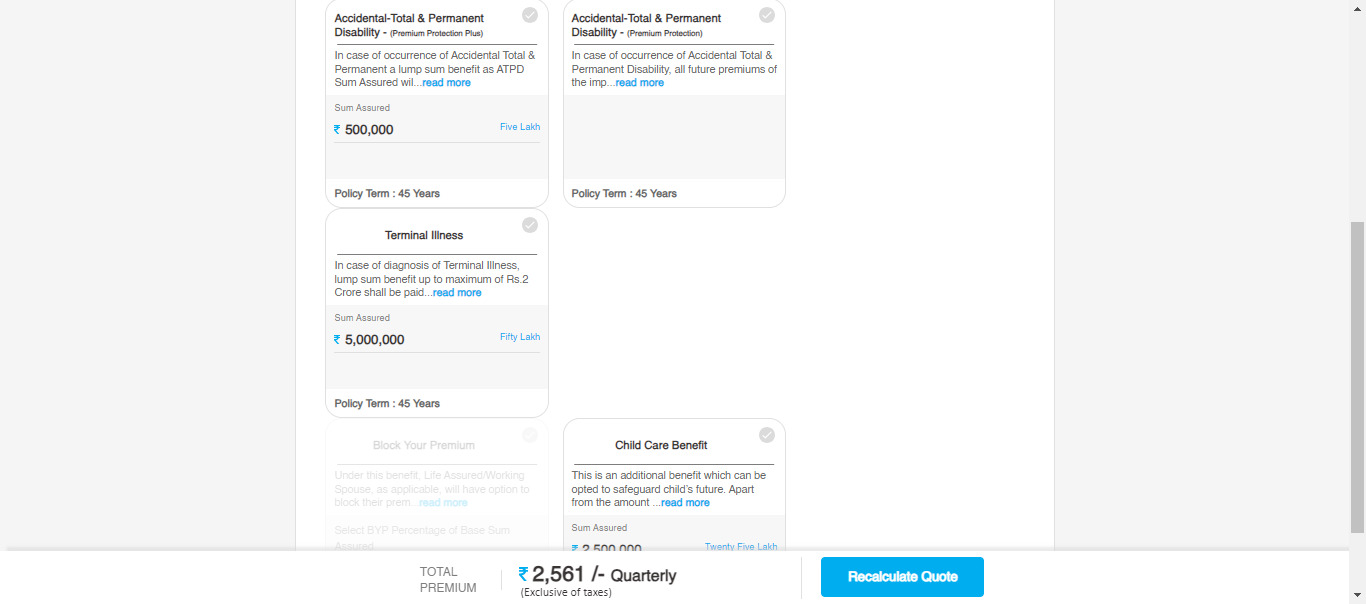 Accidental-Total & Permanent
Disability - (Premium Protection Plus)
In case of occurrence of Accidental Total &
Permanent a lump sum benefit as ATPD
Sum Assured wil...read more
Sum Assured
₹ 500,000
Five Lakh
Policy Term : 45 Years
Accidental-Total & Permanent
Disability - (Premium Protection)
In case of occurrence of Accidental Total &
Permanent Disability, all future premiums of
the imp...read more
Policy Term : 45 Years
Terminal Illness
In case of diagnosis of Terminal Illness,
lump sum benefit up to maximum of Rs.2
Crore shall be paid...read more
Sum Assured
₹ 5,000,000
Fifty Lakh
Policy Term : 45 Years
Block Your Premium
Under this benefit, Life Assured/Working
Spouse, as applicable, will have option to
block their prem...read more
Select BYP Percentage of Base Sum
Assured
Child Care Benefit
This is an additional benefit which can be
opted to safeguard child's future. Apart
from the amount ...read more
Sum Assured
₹ 2,500,000
Twenty Five Lakh
TOTAL
PREMIUM
₹ 2,561 /- Quarterly
(Exclusive of taxes)
Recalculate Quote